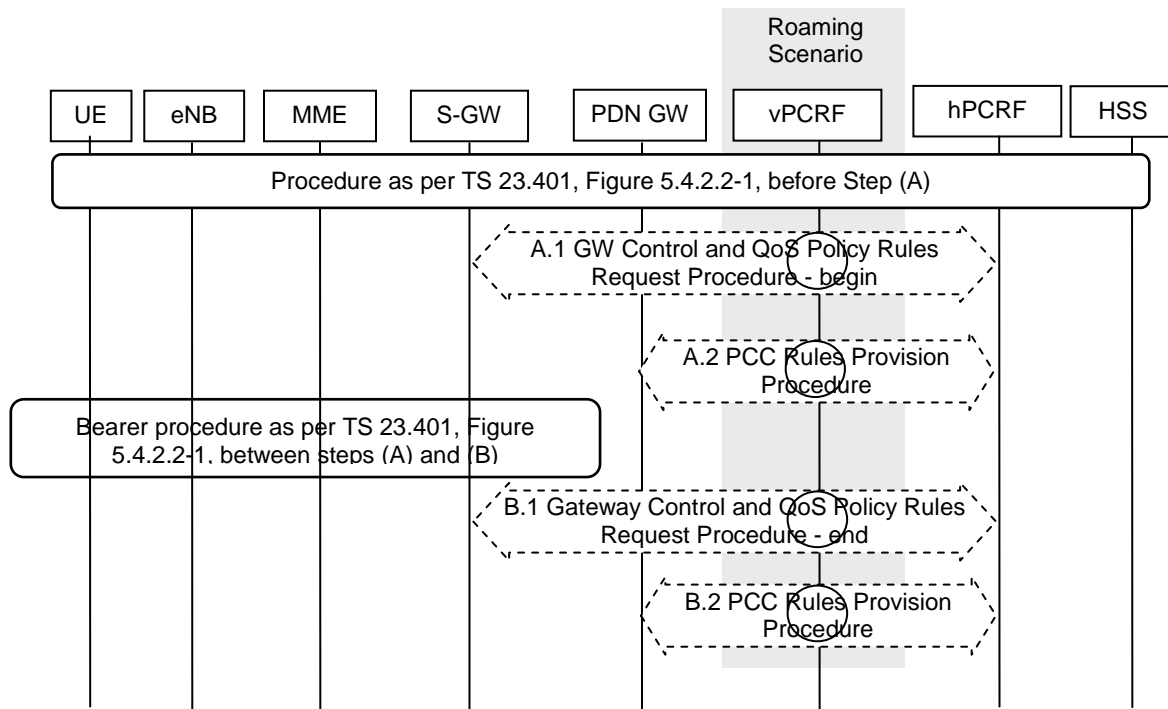 Roaming
Scenario
UE
eNB
MME
S-GW
PDN GW
vPCRF
hPCRF
HSS
Procedure as per TS 23.401, Figure 5.4.2.2-1, before Step (A)
A.1 GW Control and QoS Policy Rules
Request Procedure - begin
A.2 PCC Rules Provision
Procedure
Bearer procedure as per TS 23.401, Figure
5.4.2.2-1, between steps (A) and (B)
B.1 Gateway Control and QoS Policy Rules
Request Procedure - end
B.2 PCC Rules Provision
Procedure